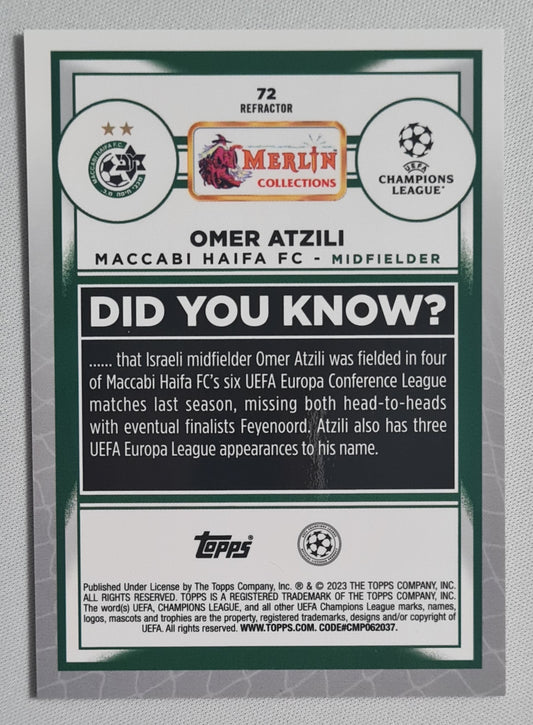 72
REFRACTOR
MACCABI HAIFA F.C.
MERLIN
COLLECTIONS
UEFA
CHAMPIONS
LEAGUE®
OMER ATZILI
MACCABI HAIFA FC - MIDFIELDER
DID YOU KNOW?
...... that Israeli midfielder Omer Atzili was fielded in four
of Maccabi Haifa FC's six UEFA Europa Conference League
matches last season, missing both head-to-heads
with eventual finalists Feyenoord. Atzili also has three
UEFA Europa League appearances to his name.
Topps®
Published Under License by The Topps Company, Inc. ® & © 2023 THE TOPPS COMPANY, INC.
ALL RIGHTS RESERVED. TOPPS IS A REGISTERED TRADEMARK OF THE TOPPS COMPANY, INC.
The word(s) UEFA, CHAMPIONS LEAGUE, and all other UEFA Champions League marks, names,
logos, mascots and trophies are the property, registered trademarks, designs and/or copyright of
UEFA. All rights reserved. WWW.TOPPS.COM. CODE#CMP062037.